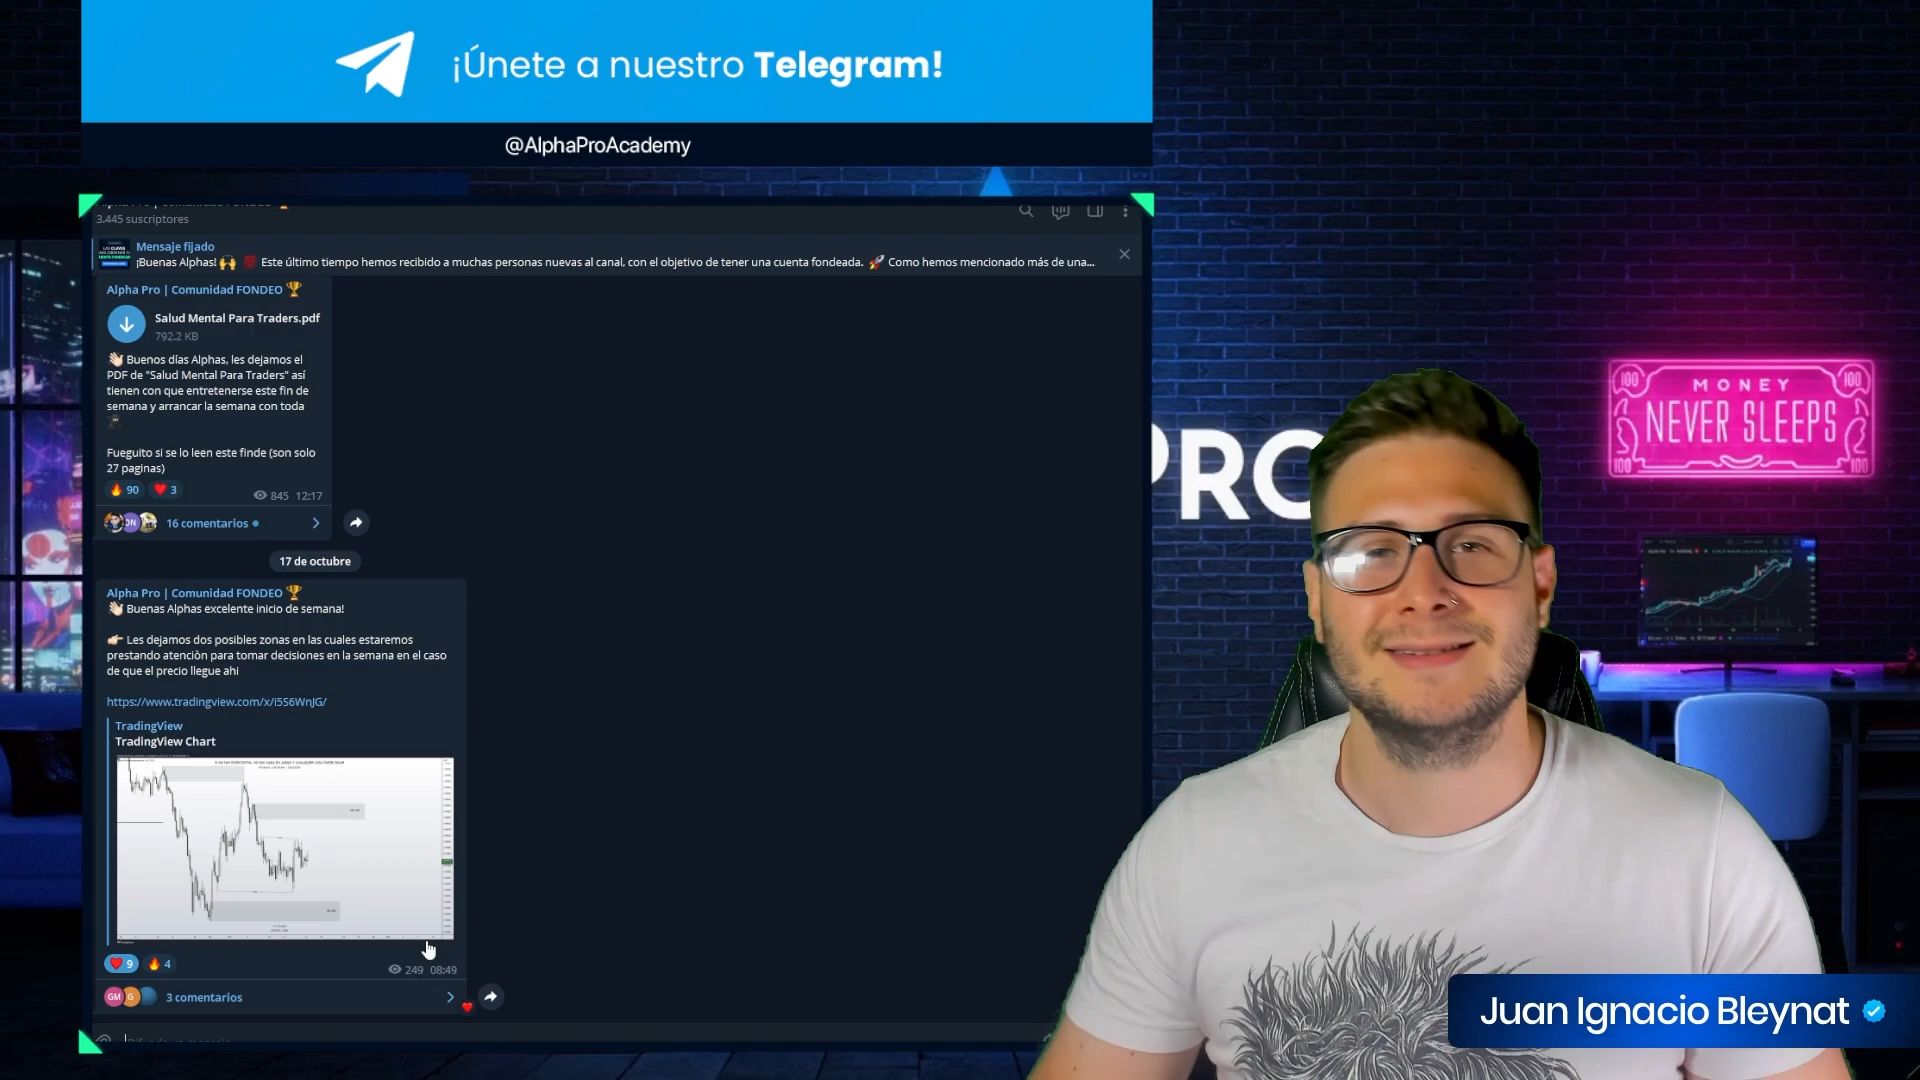 ¡Únete a nuestro Telegram!
@AlphaProAcademy
3.445 suscriptores
Mensaje fijado
¡Buenas Alphas! 🙌 💯 Este último tiempo hemos recibido a muchas personas nuevas al canal, con el objetivo de tener una cuenta fondeada. 🚀 Como hemos mencionado más de una...
Alpha Pro | Comunidad FONDEO 🏆
Salud Mental Para Traders.pdf
792.2 KB
👋🏻 Buenos días Alphas, les dejamos el
PDF de "Salud Mental Para Traders" así
tienen con que entretenerse este fin de
semana y arrancar la semana con toda
Fueguito si se lo leen este finde (son solo
27 paginas)
🔥 90 ❤️ 3 845 12:17
DN 16 comentarios
17 de octubre
Alpha Pro | Comunidad FONDEO 🏆
👋🏻 Buenas Alphas excelente inicio de semana!
👉🏻 Les dejamos dos posibles zonas en las cuales estaremos
prestando atenciòn para tomar decisiones en la semana en el caso
de que el precio llegue ahi
https://www.tradingview.com/x/i5S6WnJG/
TradingView
TradingView Chart
❤️ 9 🔥 4 249 08:49
GM G 3 comentarios
PRO
100 MONEY 100
NEVER SLEEPS
100 100
Juan Ignacio Bleynat